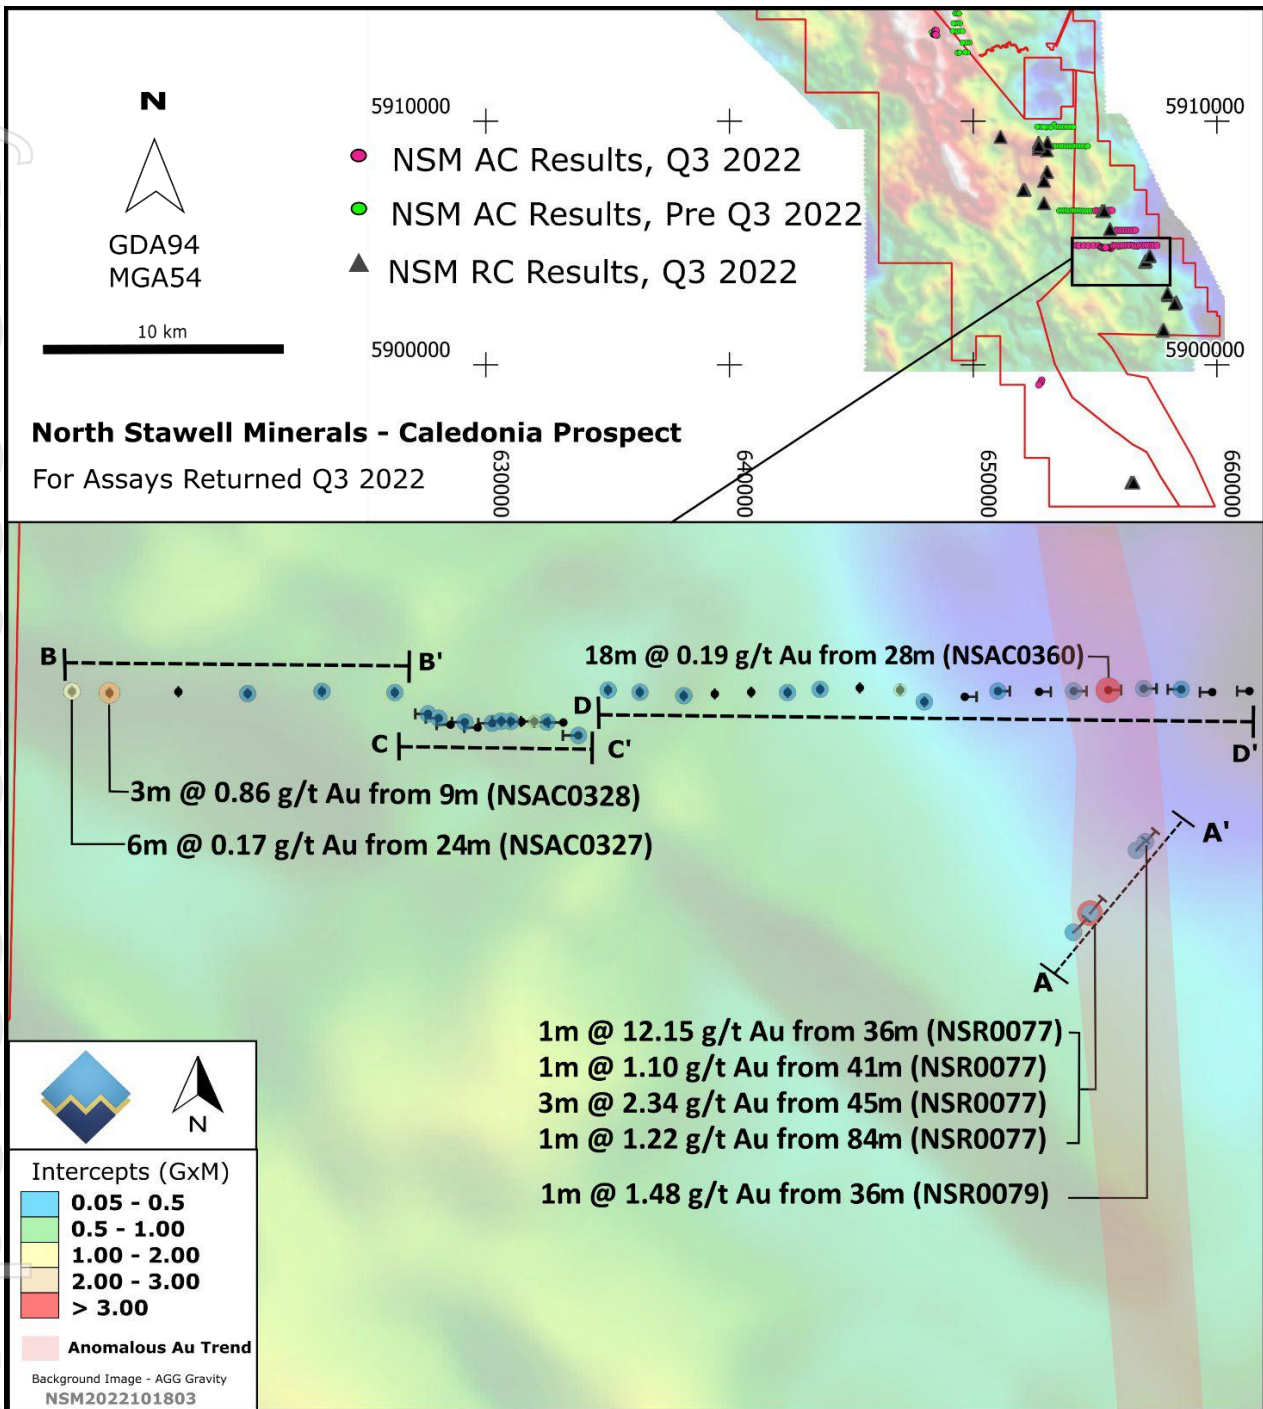 N
GDA94
MGA54
10 km
NSM AC Results, Q3 2022
NSM AC Results, Pre Q3 2022
NSM RC Results, Q3 2022
5910000
5910000
5900000
5900000
630000
640000
650000
660000
North Stawell Minerals - Caledonia Prospect
For Assays Returned Q3 2022
B
B'
18m @ 0.19 g/t Au from 28m (NSAC0360)
D
D'
C
C'
3m @ 0.86 g/t Au from 9m (NSAC0328)
6m @ 0.17 g/t Au from 24m (NSAC0327)
A'
A
1m @ 12.15 g/t Au from 36m (NSR0077)
1m @ 1.10 g/t Au from 41m (NSR0077)
3m @ 2.34 g/t Au from 45m (NSR0077)
1m @ 1.22 g/t Au from 84m (NSR0077)
1m @ 1.48 g/t Au from 36m (NSR0079)
N
Intercepts (GxM)
0.05 - 0.5
0.5 - 1.00
1.00 - 2.00
2.00 - 3.00
> 3.00
Anomalous Au Trend
Background Image - AGG Gravity
NSM2022101803